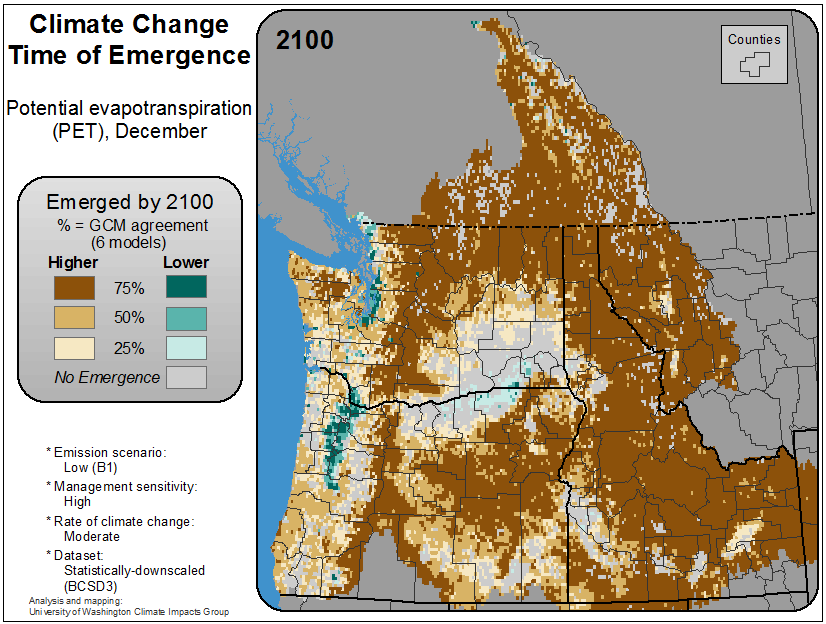 Climate Change
Time of Emergence
Potential evapotranspiration
(PET), December
Emerged by 2100
% = GCM agreement
(6 models)
Higher Lower
75%
50%
25%
No Emergence
* Emission scenario:
Low (B1)
* Management sensitivity:
High
* Rate of climate change:
Moderate
* Dataset:
Statistically-downscaled
(BCSD3)
Analysis and mapping:
University of Washington Climate Impacts Group
2100
Counties